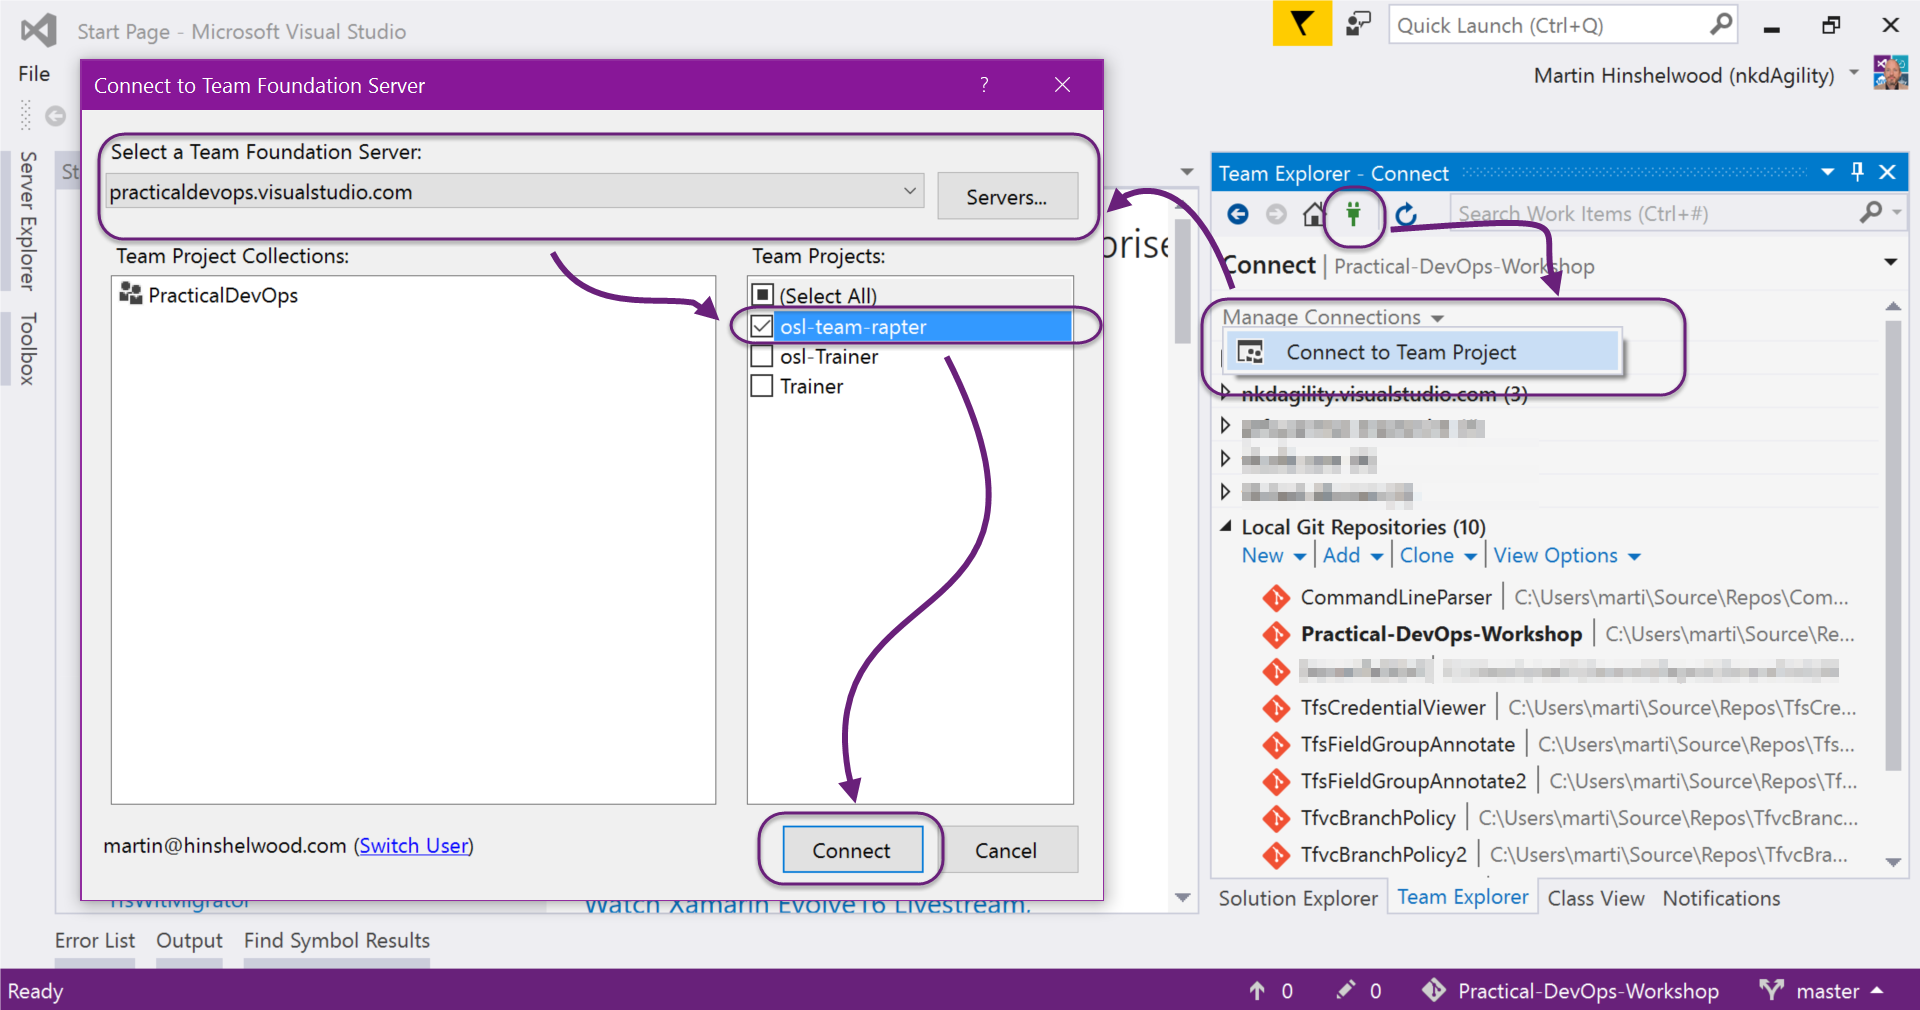 Start Page - Microsoft Visual Studio
Quick Launch (Ctrl+Q)
File
Martin Hinshelwood (nkdAgility)
Server Explorer
Toolbox
St
Connect to Team Foundation Server
?
Select a Team Foundation Server:
practicaldevops.visualstudio.com
Servers...
Team Project Collections:
PracticalDevOps
Team Projects:
(Select All)
osl-team-rapter
osl-Trainer
Trainer
martin@hinshelwood.com (Switch User)
Connect
Cancel
prise
TfsWitMigrator
Watch Xamarin Evolve16 Livestream,
Team Explorer - Connect
Search Work Items (Ctrl+#)
Connect | Practical-DevOps-Workshop
Manage Connections
Connect to Team Project
nkdagility.visualstudio.com (3)
Local Git Repositories (10)
New | Add | Clone | View Options
CommandLineParser | C:\Users\marti\Source\Repos\Com...
Practical-DevOps-Workshop | C:\Users\marti\Source\Re...
TfsCredentialViewer | C:\Users\marti\Source\Repos\TfsCre...
TfsFieldGroupAnnotate | C:\Users\marti\Source\Repos\Tfs...
TfsFieldGroupAnnotate2 | C:\Users\marti\Source\Repos\Tf...
TfvcBranchPolicy | C:\Users\marti\Source\Repos\TfvcBranc...
TfvcBranchPolicy2 | C:\Users\marti\Source\Repos\TfvcBra...
Solution Explorer
Team Explorer
Class View
Notifications
Error List
Output
Find Symbol Results
Ready
0
0
Practical-DevOps-Workshop
master